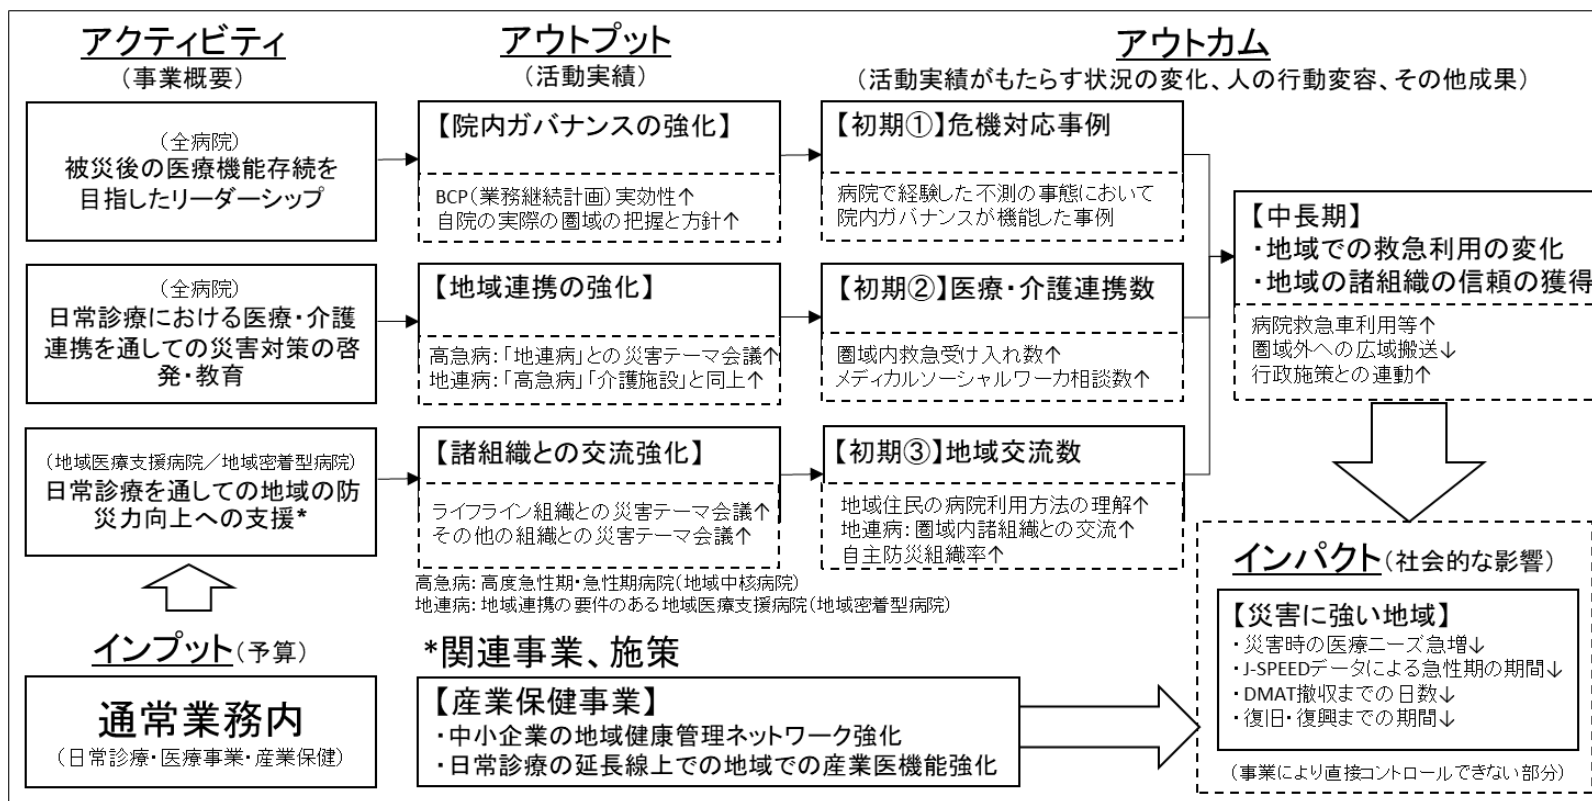 アクティビティ
(事業概要)
(全病院)
被災後の医療機能存続を
目指したリーダーシップ
(全病院)
日常診療における医療・介護
連携を通しての災害対策の啓
発・教育
(地域医療支援病院/地域密着型病院)
日常診療を通しての地域の防
災力向上への支援*
インプット(予算)
通常業務内
(日常診療・医療事業・産業保健)
アウトプット
(活動実績)
【院内ガバナンスの強化】
BCP(業務継続計画)実効性↑
自院の実際の圏域の把握と方針↑
【地域連携の強化】
高急病:「地連病」との災害テーマ会議↑
地連病:「高急病」「介護施設」と同上↑
【諸組織との交流強化】
ライフライン組織との災害テーマ会議↑
その他の組織との災害テーマ会議↑
高急病: 高度急性期・急性期病院(地域中核病院)
地連病: 地域連携の要件のある地域医療支援病院(地域密着型病院)
*関連事業、施策
【産業保健事業】
・中小企業の地域健康管理ネットワーク強化
・日常診療の延長線上での地域での産業医機能強化
アウトカム
(活動実績がもたらす状況の変化、人の行動変容、その他成果)
【初期①】危機対応事例
病院で経験した不測の事態において
院内ガバナンスが機能した事例
【初期②】医療・介護連携数
圏域内救急受け入れ数↑
メディカルソーシャルワーカ相談数↑
【初期③】地域交流数
地域住民の病院利用方法の理解↑
地連病: 圏域内諸組織との交流↑
自主防災組織率↑
【中長期】
・地域での救急利用の変化
・地域の諸組織の信頼の獲得
病院救急車利用等↑
圏域外への広域搬送↓
行政施策との連動↑
インパクト(社会的な影響)
【災害に強い地域】
・災害時の医療ニーズ急増↓
・J-SPEEDデータによる急性期の期間↓
・DMAT撤収までの日数↓
・復旧・復興までの期間↓
(事業により直接コントロールできない部分)